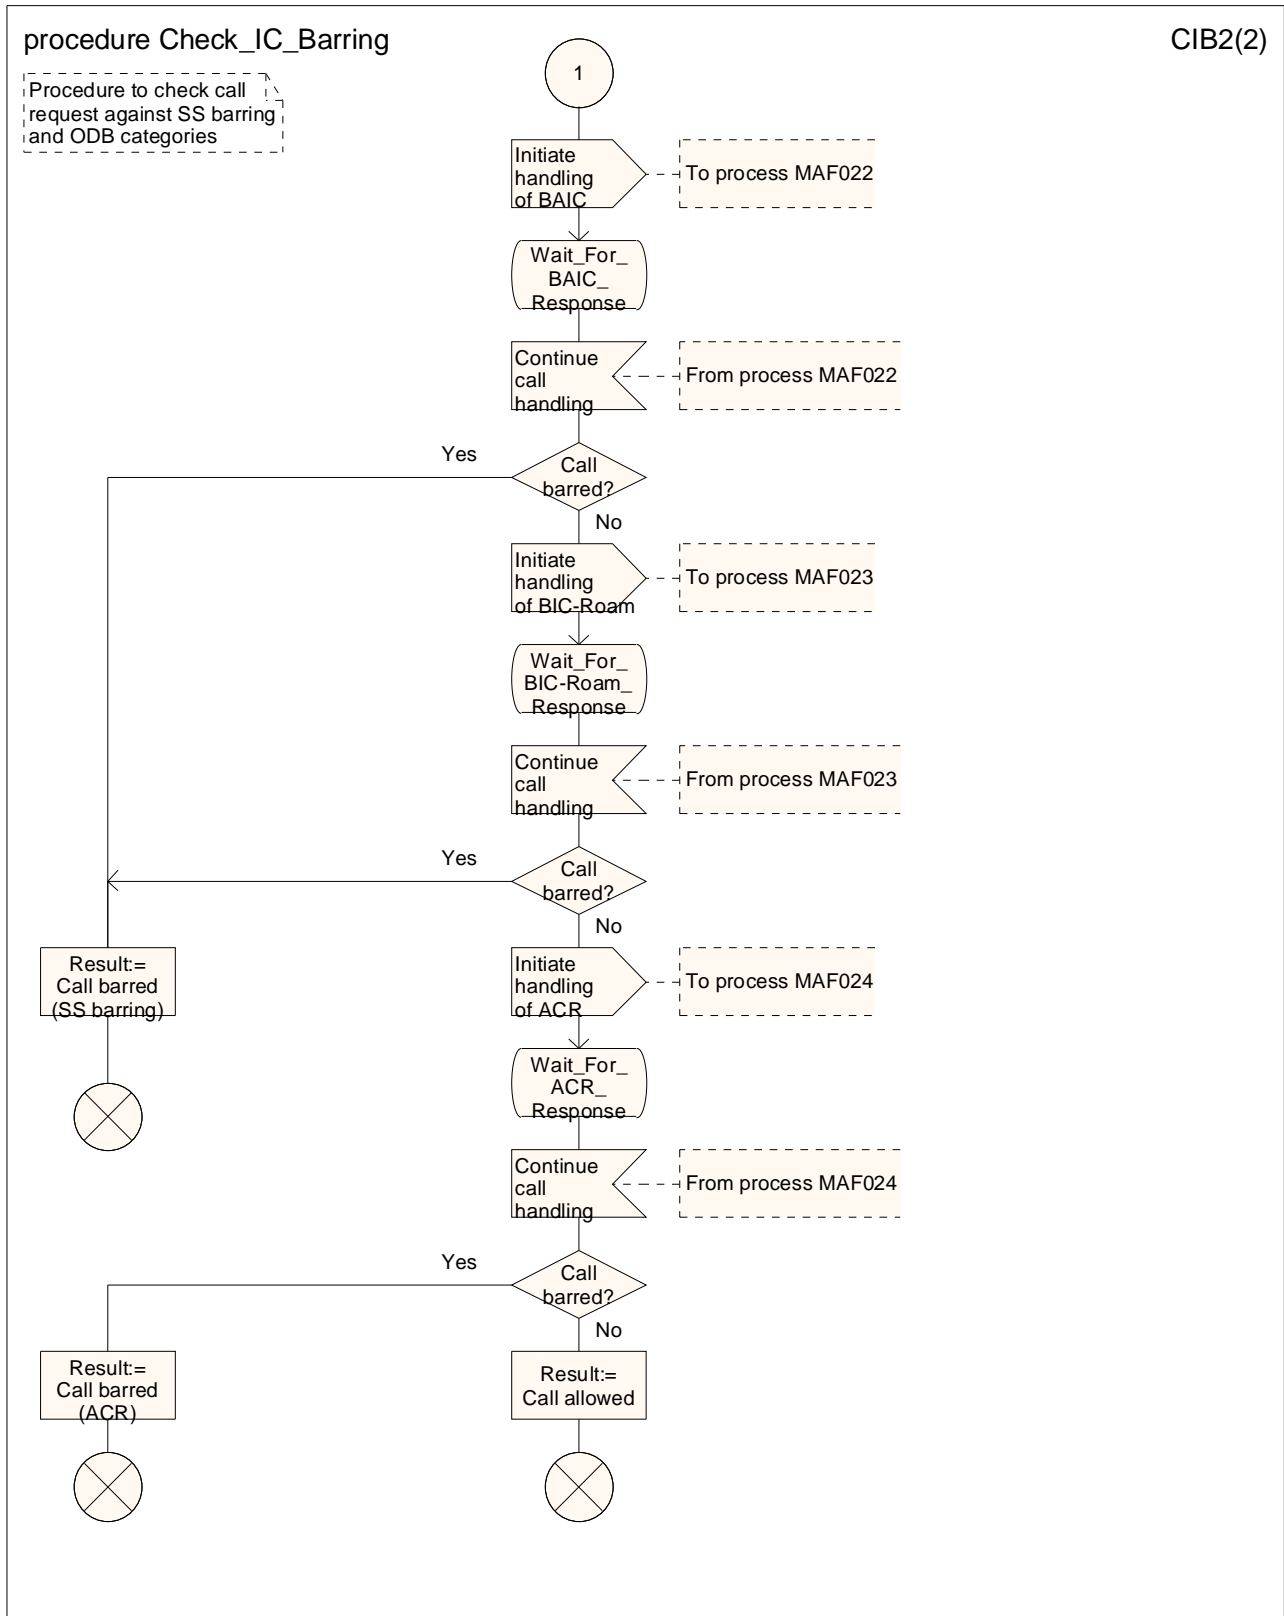 procedure Check_IC_Barring
CIB2(2)
Procedure to check call
request against SS barring
and ODB categories
1
Initiate
handling
of BAIC
To process MAF022
Wait_For_
BAIC_
Response
Continue
call
handling
From process MAF022
Yes
Call
barred?
No
Initiate
handling
of BIC-Roam
To process MAF023
Wait_For_
BIC-Roam_
Response
Continue
call
handling
From process MAF023
Yes
Call
barred?
No
Result:=
Call barred
(SS barring)
Initiate
handling
of ACR
To process MAF024
Wait_For_
ACR_
Response
Continue
call
handling
From process MAF024
Yes
Call
barred?
No
Result:=
Call barred
(ACR)
Result:=
Call allowed